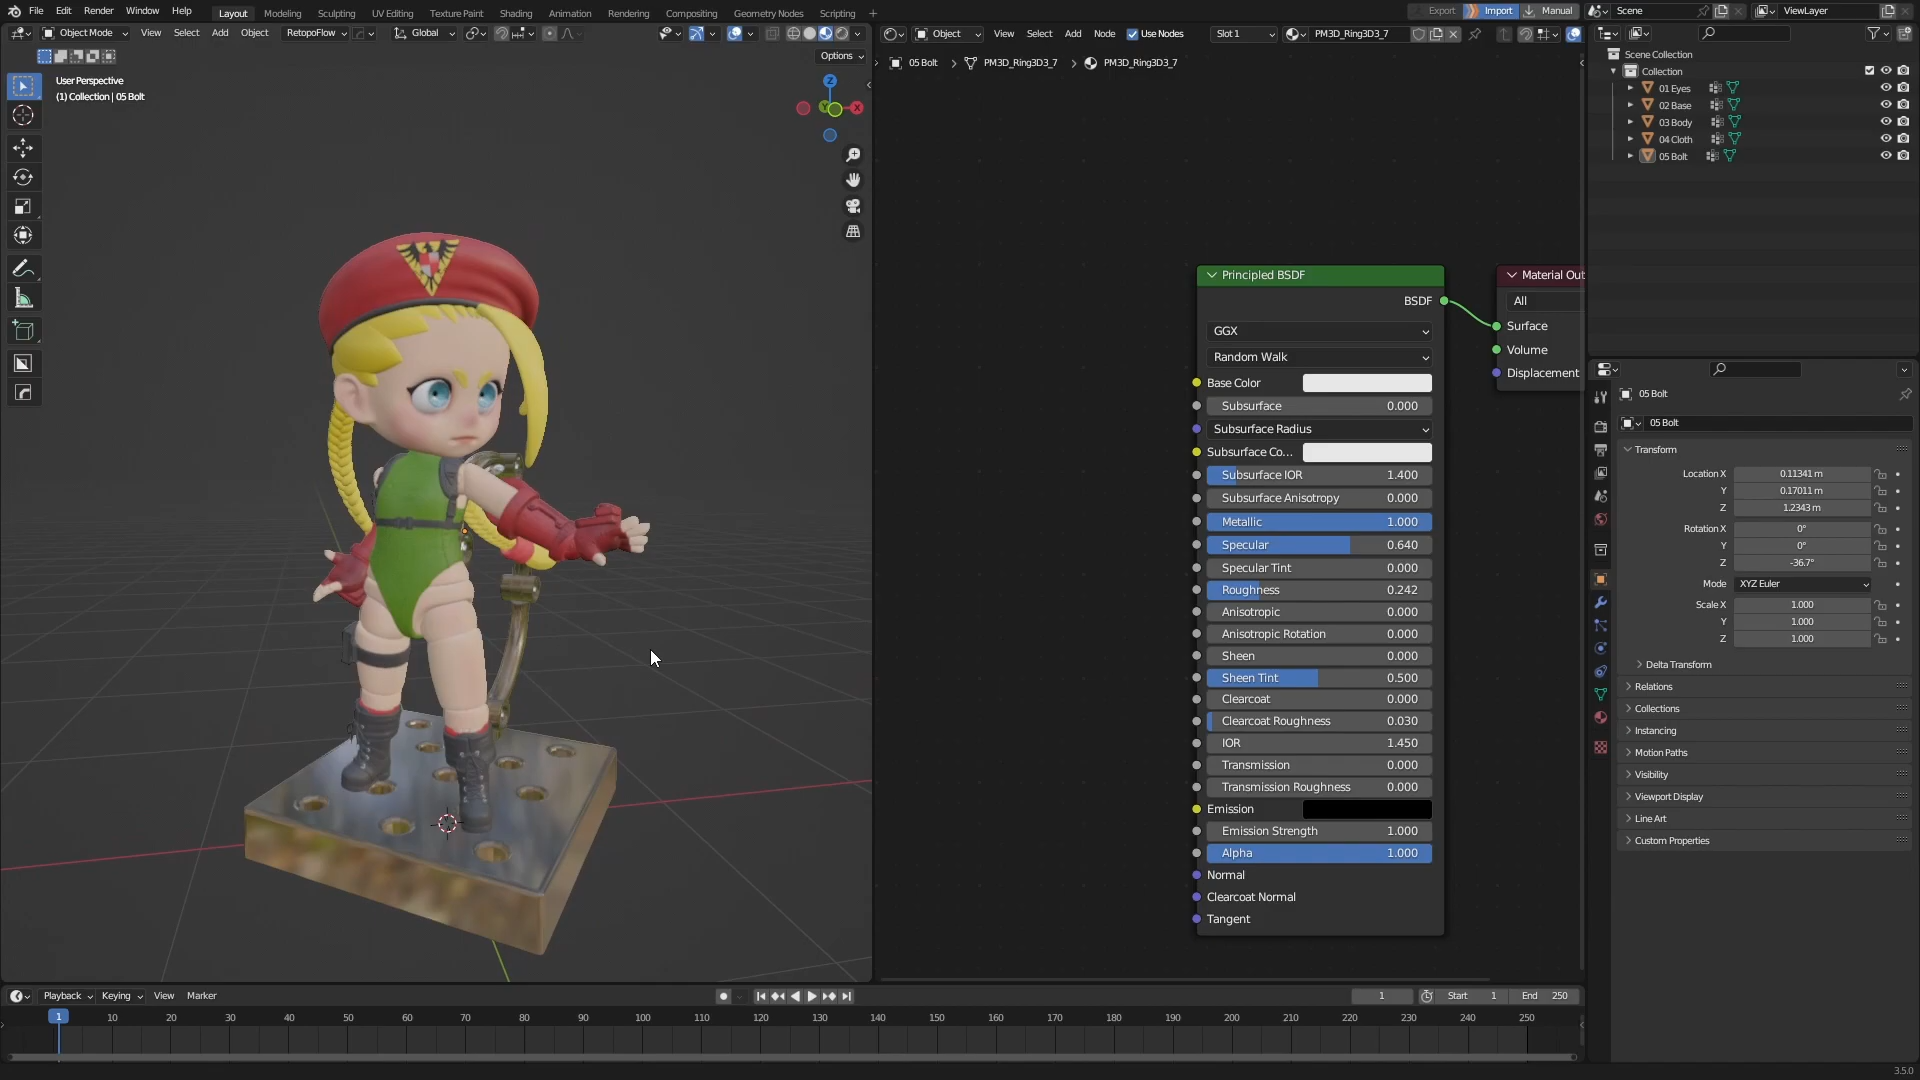 File Edit Render Window Help Layout Modeling Sculpting UV Editing Texture Paint Shading Animation Rendering Compositing Geometry Nodes Scripting + Export Import Manual Scene ViewLayer
Object Mode View Select Add Object RetopoFlow Global Object View Select Add Node Use Nodes Slot 1 PM3D_Ring3D3_7
Options
05 Bolt PM3D_Ring3D3_7 PM3D_Ring3D3_7
User Perspective
(1) Collection | 05 Bolt
Z
Y X
Scene Collection
Collection
01 Eyes
02 Base
03 Body
04 Cloth
05 Bolt
Principled BSDF
BSDF
GGX
Random Walk
Base Color
Subsurface 0.000
Subsurface Radius
Subsurface Co...
Subsurface IOR 1.400
Subsurface Anisotropy 0.000
Metallic 1.000
Specular 0.640
Specular Tint 0.000
Roughness 0.242
Anisotropic 0.000
Anisotropic Rotation 0.000
Sheen 0.000
Sheen Tint 0.500
Clearcoat 0.000
Clearcoat Roughness 0.030
IOR 1.450
Transmission 0.000
Transmission Roughness 0.000
Emission
Emission Strength 1.000
Alpha 1.000
Normal
Clearcoat Normal
Tangent
Material Out
All
Surface
Volume
Displacement
05 Bolt
05 Bolt
Transform
Location X 0.11341 m
Y 0.17011 m
Z 1.2343 m
Rotation X 0°
Y 0°
Z -36.7°
Mode XYZ Euler
Scale X 1.000
Y 1.000
Z 1.000
Delta Transform
Relations
Collections
Instancing
Motion Paths
Visibility
Viewport Display
Line Art
Custom Properties
Playback Keying View Marker 1 Start 1 End 250
1 10 20 30 40 50 60 70 80 90 100 110 120 130 140 150 160 170 180 190 200 210 220 230 240 250
3.5.0